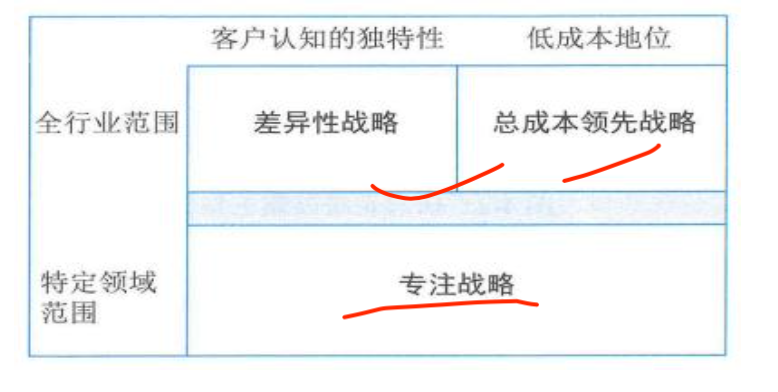 客户认知的独特性 低成本地位
全行业范围 差异性战略 总成本领先战略
特定领域
范围
专注战略